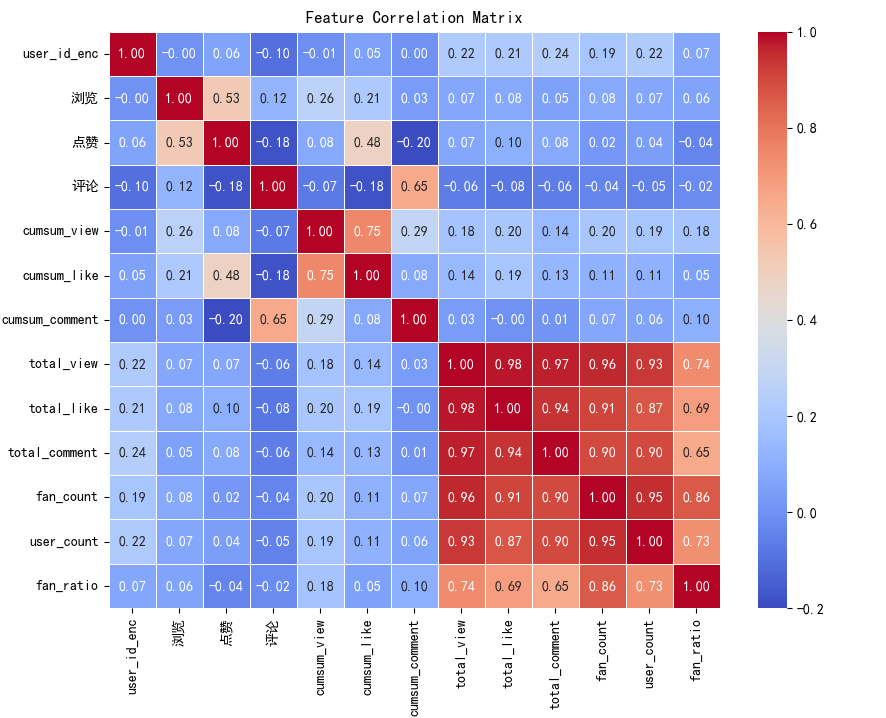 Feature Correlation Matrix
user_id_enc 1.00 -0.00 0.06 -0.10 -0.01 0.05 0.00 0.22 0.21 0.24 0.19 0.22 0.07
浏览 -0.00 1.00 0.53 0.12 0.26 0.21 0.03 0.07 0.08 0.05 0.08 0.07 0.06
点赞 0.06 0.53 1.00 -0.18 0.08 0.48 -0.20 0.07 0.10 0.08 0.02 0.04 -0.04
评论 -0.10 0.12 -0.18 1.00 -0.07 -0.18 0.65 -0.06 -0.08 -0.06 -0.04 -0.05 -0.02
cumsum_view -0.01 0.26 0.08 -0.07 1.00 0.75 0.29 0.18 0.20 0.14 0.20 0.19 0.18
cumsum_like 0.05 0.21 0.48 -0.18 0.75 1.00 0.08 0.14 0.19 0.13 0.11 0.11 0.05
cumsum_comment 0.00 0.03 -0.20 0.65 0.29 0.08 1.00 0.03 -0.00 0.01 0.07 0.06 0.10
total_view 0.22 0.07 0.07 -0.06 0.18 0.14 0.03 1.00 0.98 0.97 0.96 0.93 0.74
total_like 0.21 0.08 0.10 -0.08 0.20 0.19 -0.00 0.98 1.00 0.94 0.91 0.87 0.69
total_comment 0.24 0.05 0.08 -0.06 0.14 0.13 0.01 0.97 0.94 1.00 0.90 0.90 0.65
fan_count 0.19 0.08 0.02 -0.04 0.20 0.11 0.07 0.96 0.91 0.90 1.00 0.95 0.86
user_count 0.22 0.07 0.04 -0.05 0.19 0.11 0.06 0.93 0.87 0.90 0.95 1.00 0.73
fan_ratio 0.07 0.06 -0.04 -0.02 0.18 0.05 0.10 0.74 0.69 0.65 0.86 0.73 1.00
user_id_enc 浏览 点赞 评论 cumsum_view cumsum_like cumsum_comment total_view total_like total_comment fan_count user_count fan_ratio
1.0
0.8
0.6
0.4
0.2
0.0
-0.2